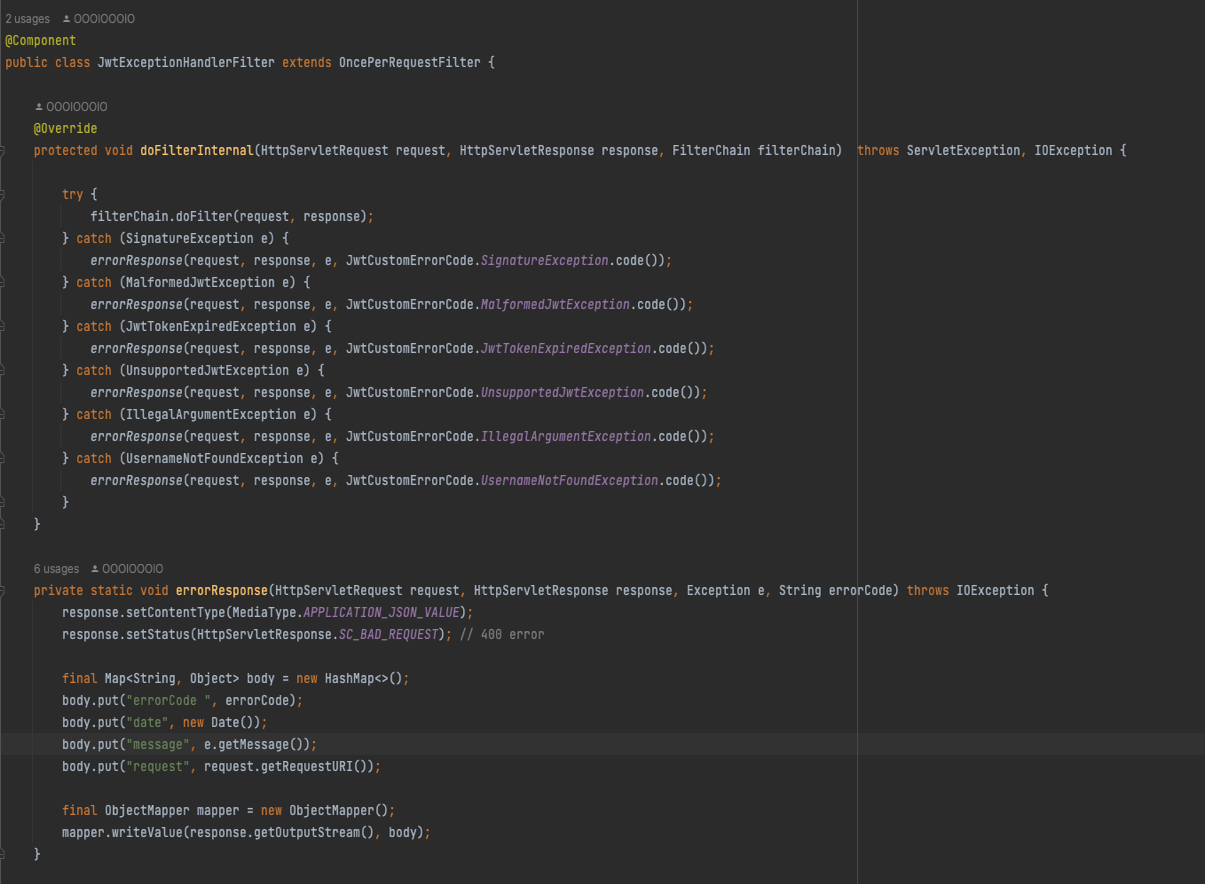 2 usages OOOIOOOIO
@Component
public class JwtExceptionHandlerFilter extends OncePerRequestFilter {
OOOIOOOIO
@Override
protected void doFilterInternal(HttpServletRequest request, HttpServletResponse response, FilterChain filterChain) throws ServletException, IOException {
try {
filterChain.doFilter(request, response);
} catch (SignatureException e) {
errorResponse(request, response, e, JwtCustomErrorCode.SignatureException.code());
} catch (MalformedJwtException e) {
errorResponse(request, response, e, JwtCustomErrorCode.MalformedJwtException.code());
} catch (JwtTokenExpiredException e) {
errorResponse(request, response, e, JwtCustomErrorCode.JwtTokenExpiredException.code());
} catch (UnsupportedJwtException e) {
errorResponse(request, response, e, JwtCustomErrorCode.UnsupportedJwtException.code());
} catch (IllegalArgumentException e) {
errorResponse(request, response, e, JwtCustomErrorCode.IllegalArgumentException.code());
} catch (UsernameNotFoundException e) {
errorResponse(request, response, e, JwtCustomErrorCode.UsernameNotFoundException.code());
}
}
6 usages OOOIOOOIO
private static void errorResponse(HttpServletRequest request, HttpServletResponse response, Exception e, String errorCode) throws IOException {
response.setContentType(MediaType.APPLICATION_JSON_VALUE);
response.setStatus(HttpServletResponse.SC_BAD_REQUEST); // 400 error
final Map<String, Object> body = new HashMap<>();
body.put("errorCode ", errorCode);
body.put("date", new Date());
body.put("message", e.getMessage());
body.put("request", request.getRequestURI());
final ObjectMapper mapper = new ObjectMapper();
mapper.writeValue(response.getOutputStream(), body);
}